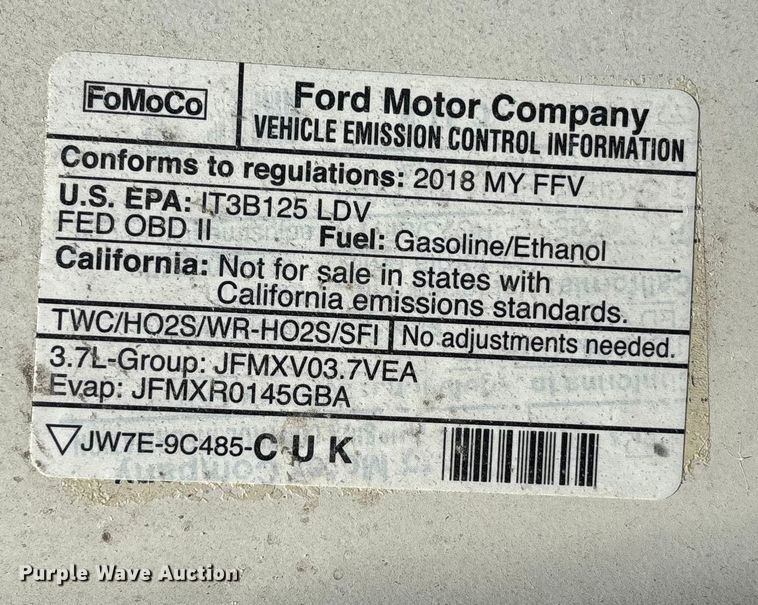 FoMoCo
Ford Motor Company
VEHICLE EMISSION CONTROL INFORMATION
Conforms to regulations: 2018 MY FFV
U.S. EPA: IT3B125 LDV
FED OBD II Fuel: Gasoline/Ethanol
California: Not for sale in states with
California emissions standards.
TWC/HO2S/WR-HO2S/SFI No adjustments needed.
3.7L-Group: JFMXV03.7VEA
Evap: JFMXR0145GBA
JW7E-9C485-C U K
Purple Wave Auction